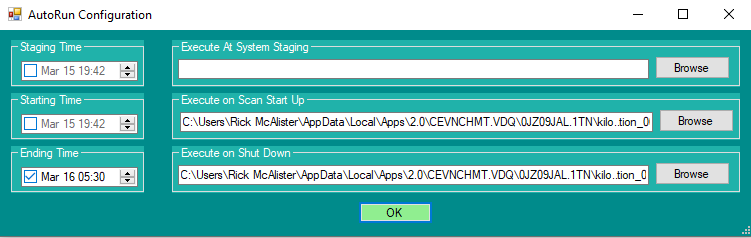 AutoRun Configuration
Staging Time
Execute At System Staging
Mar 15 19:42
Browse
Starting Time
Execute on Scan Start Up
Mar 15 19:42
C:\Users\Rick McAlister\AppData\Local\Apps\2.0\CEVNCHMT.VDQ\0JZ09JAL.1TN\kilo..tion_0
Browse
Ending Time
Execute on Shut Down
Mar 16 05:30
C:\Users\Rick McAlister\AppData\Local\Apps\2.0\CEVNCHMT.VDQ\0JZ09JAL.1TN\kilo..tion_0
Browse
OK